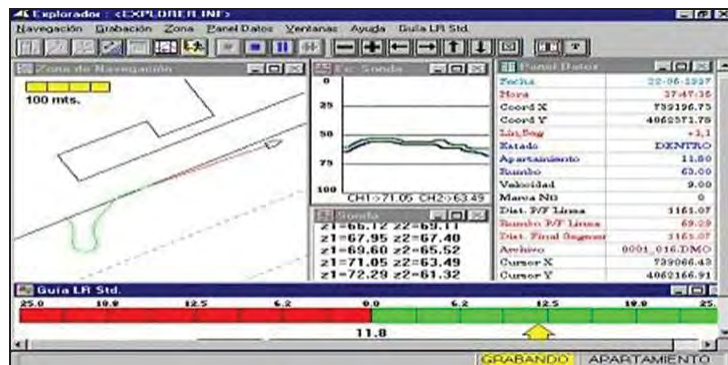 Explorador : <EXPLORER.INF>
Navegación Grabación Zona Panel Datos Ventanas Ayuda Guía LR Std.
Zona de Navegación
100 mts.
Ec-Sonda
0
25
50
75
100
CH1->71.05 CH2->63.49
Sonda
z1=66.12 z2=69.11
z1=67.95 z2=67.40
z1=69.60 z2=65.52
z1=71.05 z2=63.49
z1=72.29 z2=61.32
Panel Datos
Fecha 22-06-1997
Hora 17:47:16
Coord X 739196.73
Coord Y 4062371.78
Lin,Seg +1,1
Estado DENTRO
Apartamiento 11.80
Rumbo 63.00
Velocidad 9.00
Marca Nº 0
Dist. P/F Linea 1161.07
Rumbo P/F Linea 69.29
Dist. Final Segmen 1161.07
Archivo 0001_016.DMO
Cursor X 739066.43
Cursor Y 4062166.91
Guía LR Std.
25.0 18.8 12.5 6.2 0.0 6.2 12.5 18.8 25.
11.8
GRABANDO APARTAMIENTO